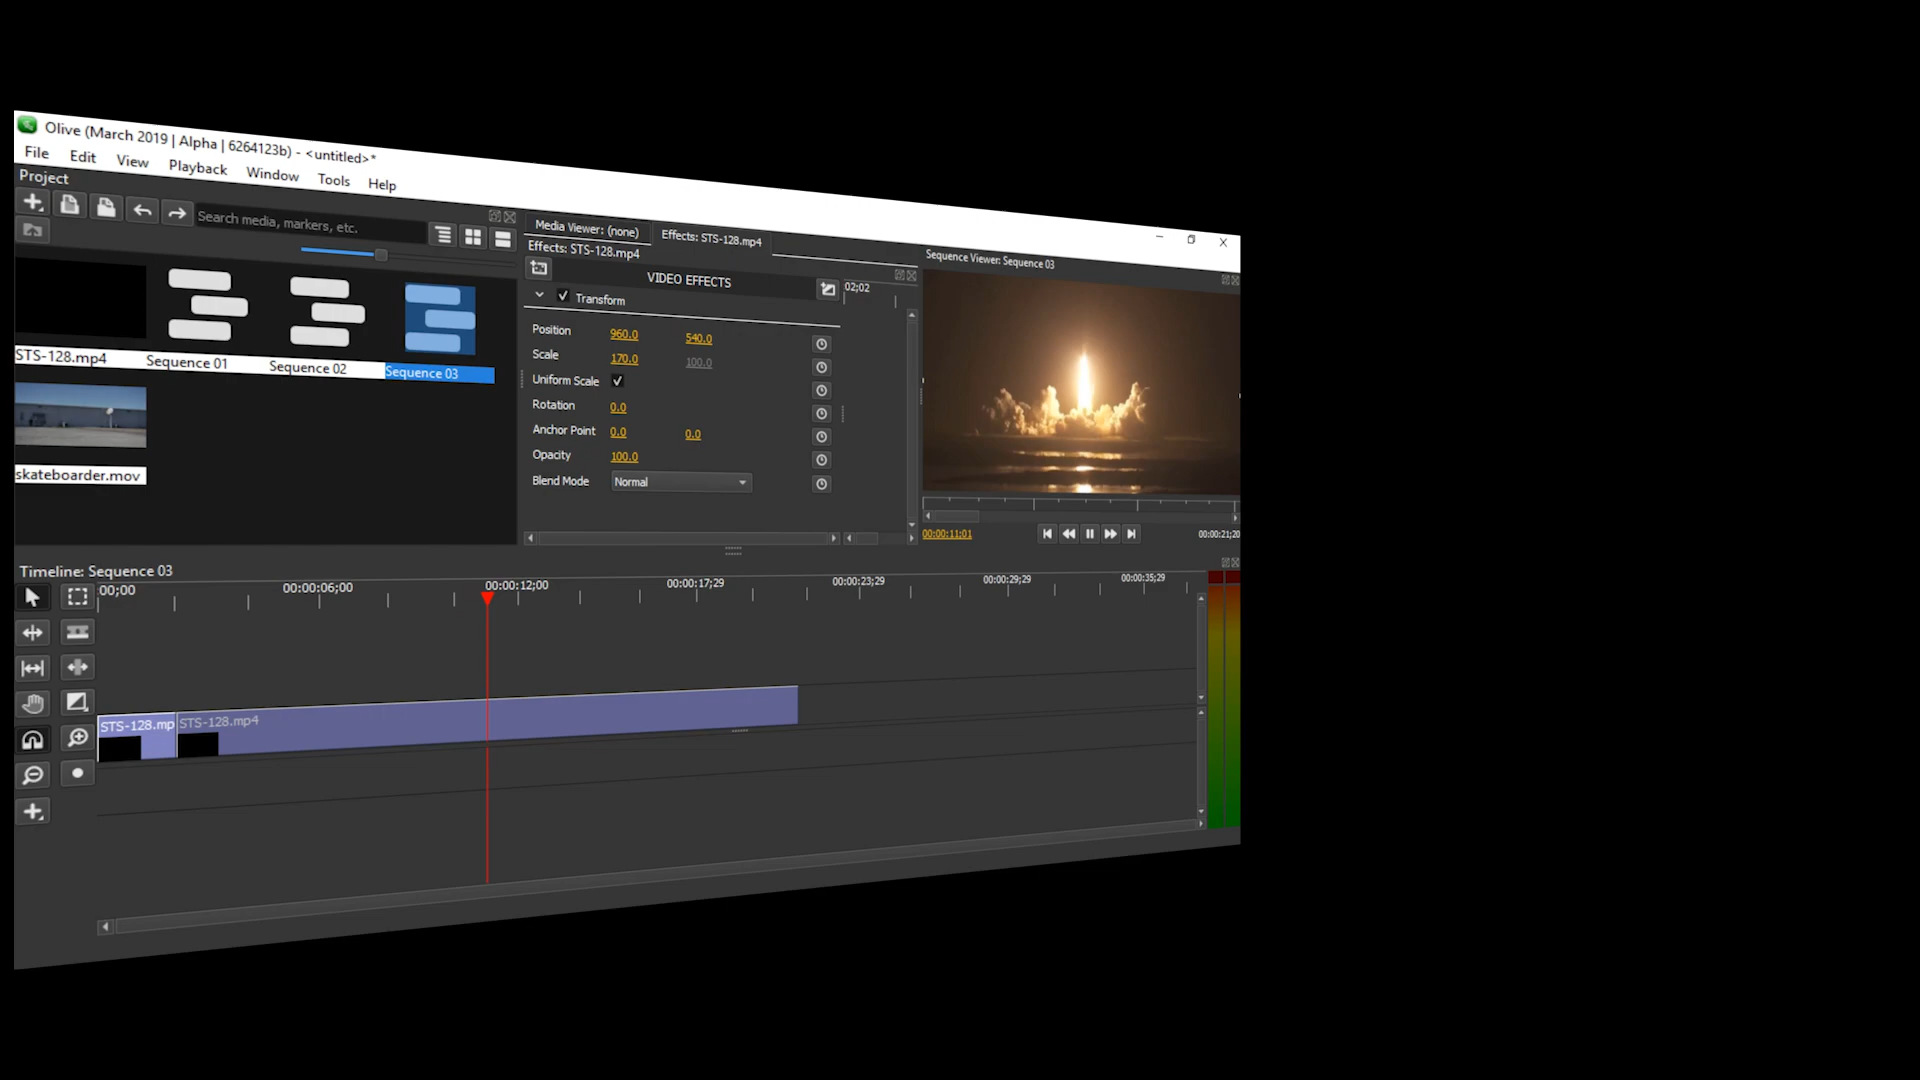 Olive (March 2019 | Alpha | 6264123b) - <untitled>*
File Edit View Playback Window Tools Help
Project
Search media, markers, etc.
STS-128.mp4
Sequence 01
Sequence 02
Sequence 03
skateboarder.mov
Media Viewer: (none)
Effects: STS-128.mp4
Effects: STS-128.mp4
VIDEO EFFECTS
02;02
Transform
Position 960.0 540.0
Scale 170.0 100.0
Uniform Scale
Rotation 0.0
Anchor Point 0.0 0.0
Opacity 100.0
Blend Mode Normal
Sequence Viewer: Sequence 03
00:00:11;01
00:00:21;20
Timeline: Sequence 03
00;00
00:00:06;00
00:00:12;00
00:00:17;29
00:00:23;29
00:00:29;29
00:00:35;29
STS-128.mp
STS-128.mp4